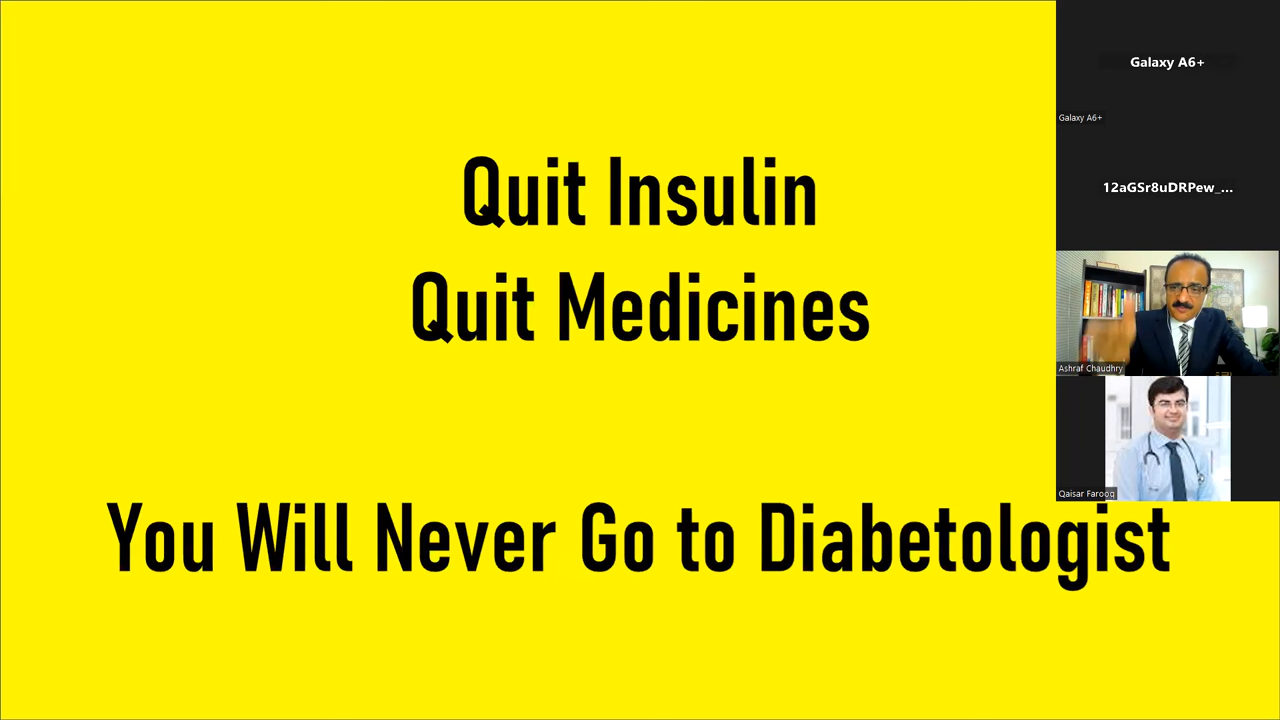 Quit Insulin
Quit Medicines
You Will Never Go to Diabetologist
Galaxy A6+
Galaxy A6+
12aGSr8uDRPew_...
Ashraf Chaudhry
Qaisar Farooq